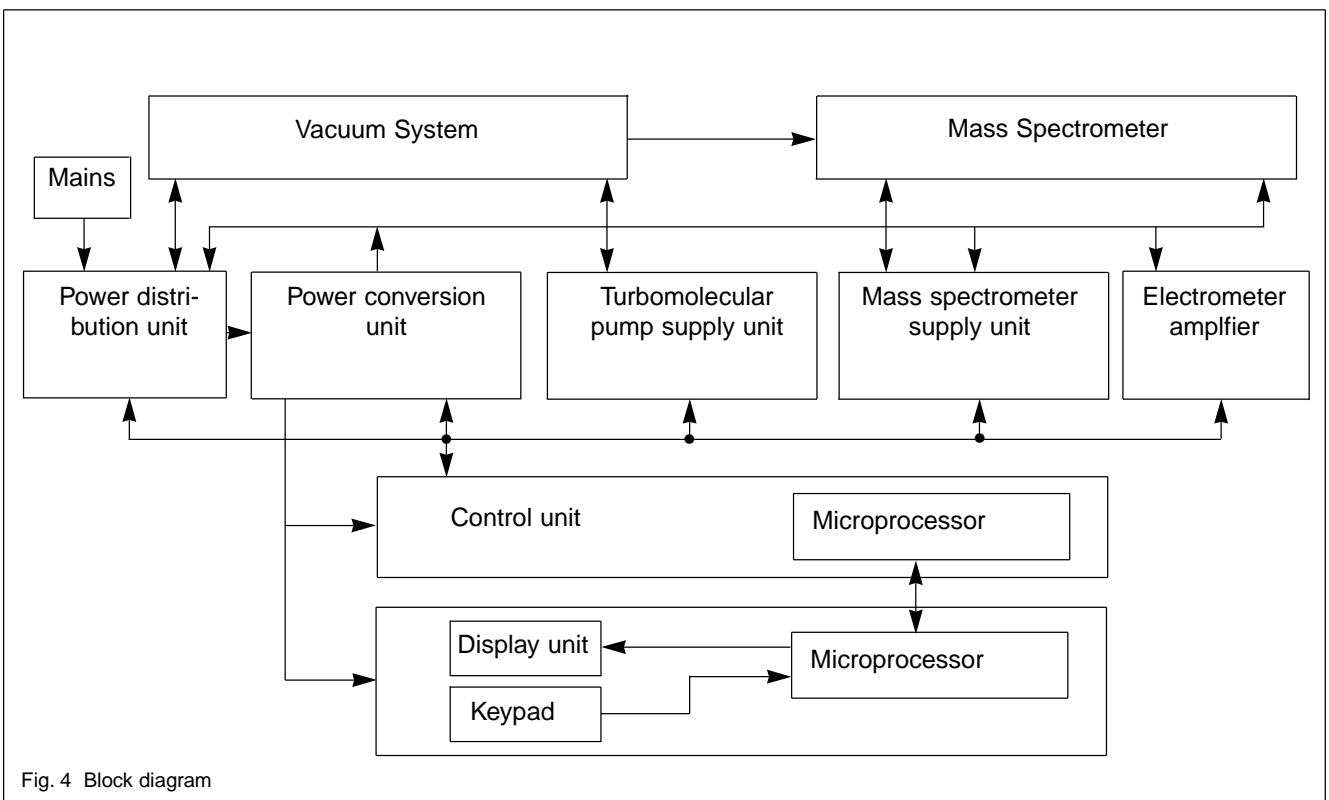 Vacuum System
Mass Spectrometer
Mains
Power distri-
bution unit
Power conversion
unit
Turbomolecular
pump supply unit
Mass spectrometer
supply unit
Electrometer
amplfier
Control unit
Microprocessor
Display unit
Microprocessor
Keypad
Fig. 4 Block diagram